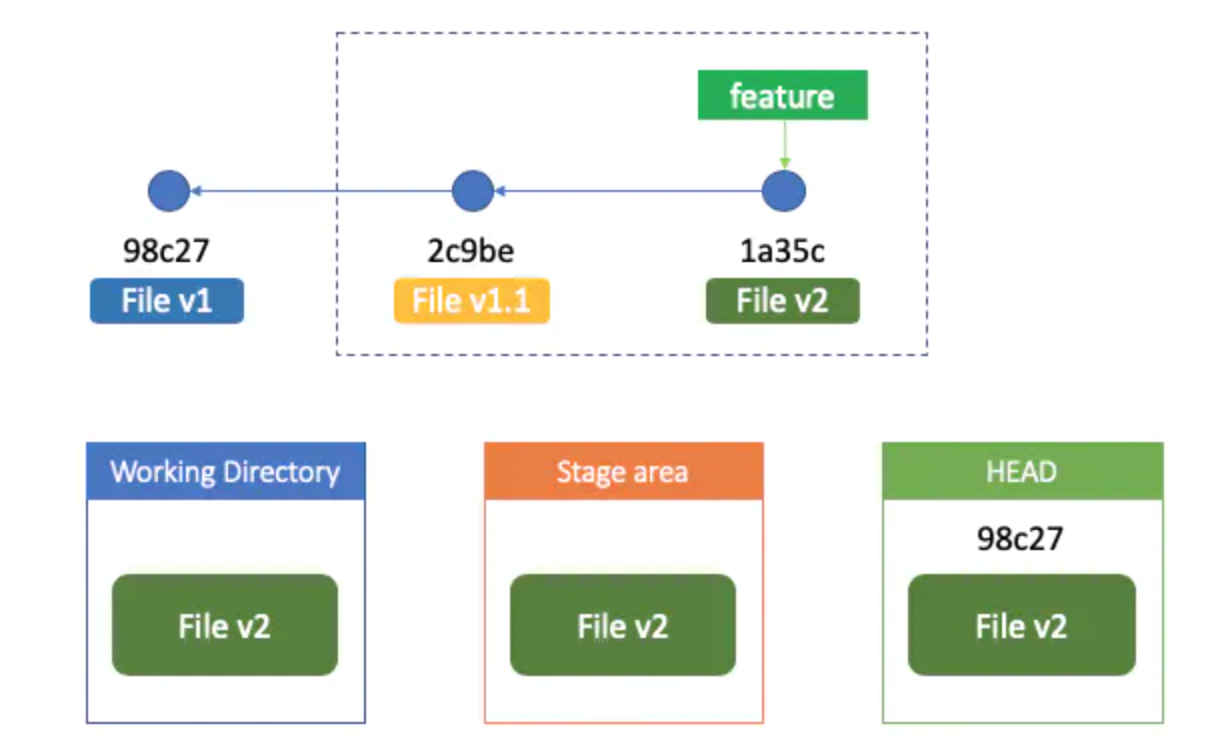 feature
98c27
2c9be
1a35c
File v1
File v1.1
File v2
Working Directory
Stage area
HEAD
98c27
File v2
File v2
File v2